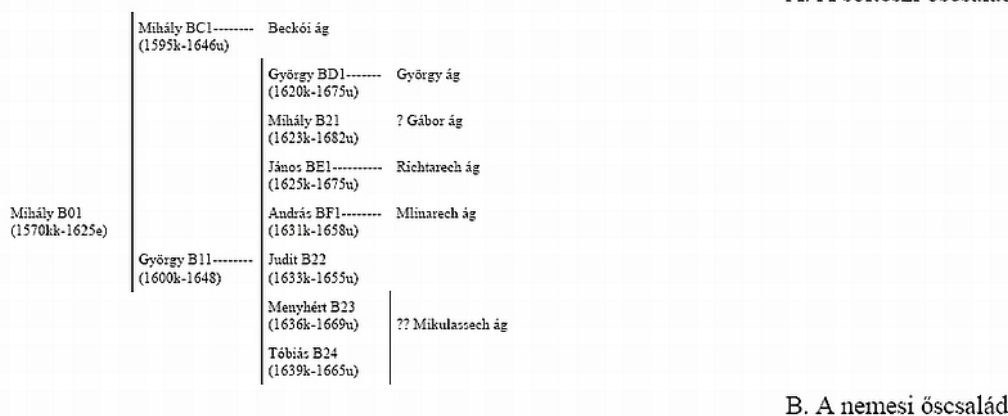 Mihály BC1-------- Beckói ág
(1595k-1646u)
György BD1------- György ág
(1620k-1675u)
Mihály B21 ? Gábor ág
(1623k-1682u)
János BE1---------- Richtarech ág
(1625k-1675u)
Mihály B01
(1570kk-1625e)
András BF1-------- Mlinarech ág
(1631k-1658u)
György B11-------- Judit B22
(1600k-1648) (1633k-1655u)
Menyhért B23
(1636k-1669u) ?? Mikulassech ág
Tóbiás B24
(1639k-1665u)
B. A nemesi őscsalád